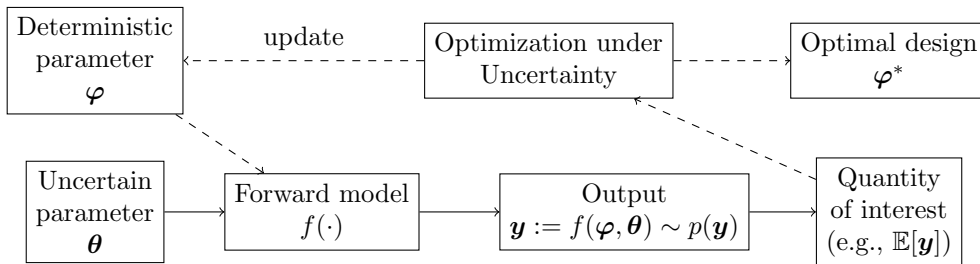 Deterministic
parameter
𝝋
update
Optimization under
Uncertainty
Optimal design
𝝋*
Uncertain
parameter
𝜽
Forward model
f(·)
Output
𝒚 := f(𝝋, 𝜽) ∼ p(𝒚)
Quantity
of interest
(e.g., 𝔼[𝒚])